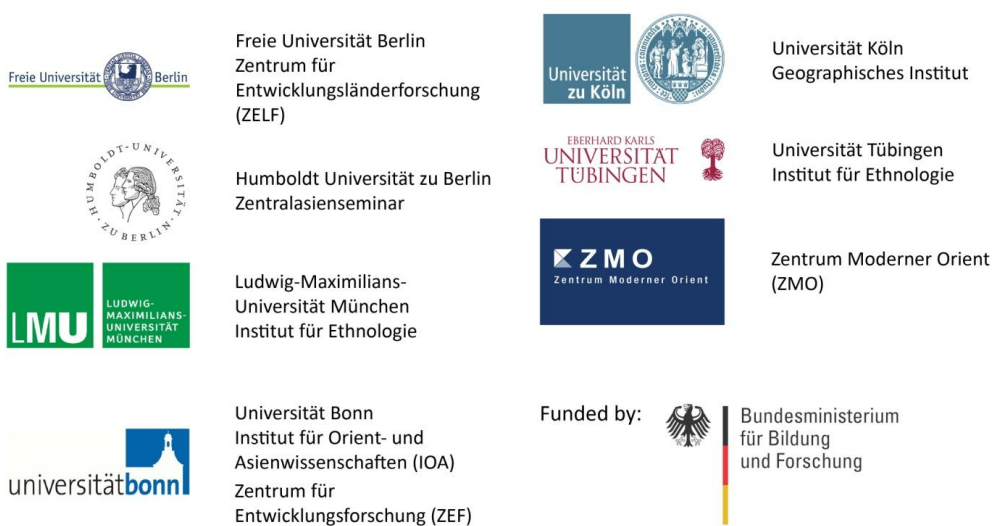 Freie Universität Berlin
Freie Universität Berlin
Zentrum für
Entwicklungsländerforschung
(ZELF)
HUMBOLDT-UNIVERSITÄT
ZU BERLIN
Humboldt Universität zu Berlin
Zentralasienseminar
LMU
LUDWIG-
MAXIMILIANS-
UNIVERSITÄT
MÜNCHEN
Ludwig-Maximilians-
Universität München
Institut für Ethnologie
universitätbonn
Universität Bonn
Institut für Orient- und
Asienwissenschaften (IOA)
Zentrum für
Entwicklungsforschung (ZEF)
Universität
zu Köln
Universität Köln
Geographisches Institut
EBERHARD KARLS
UNIVERSITÄT
TÜBINGEN
Universität Tübingen
Institut für Ethnologie
ZMO
Zentrum Moderner Orient
Zentrum Moderner Orient
(ZMO)
Funded by:
Bundesministerium
für Bildung
und Forschung